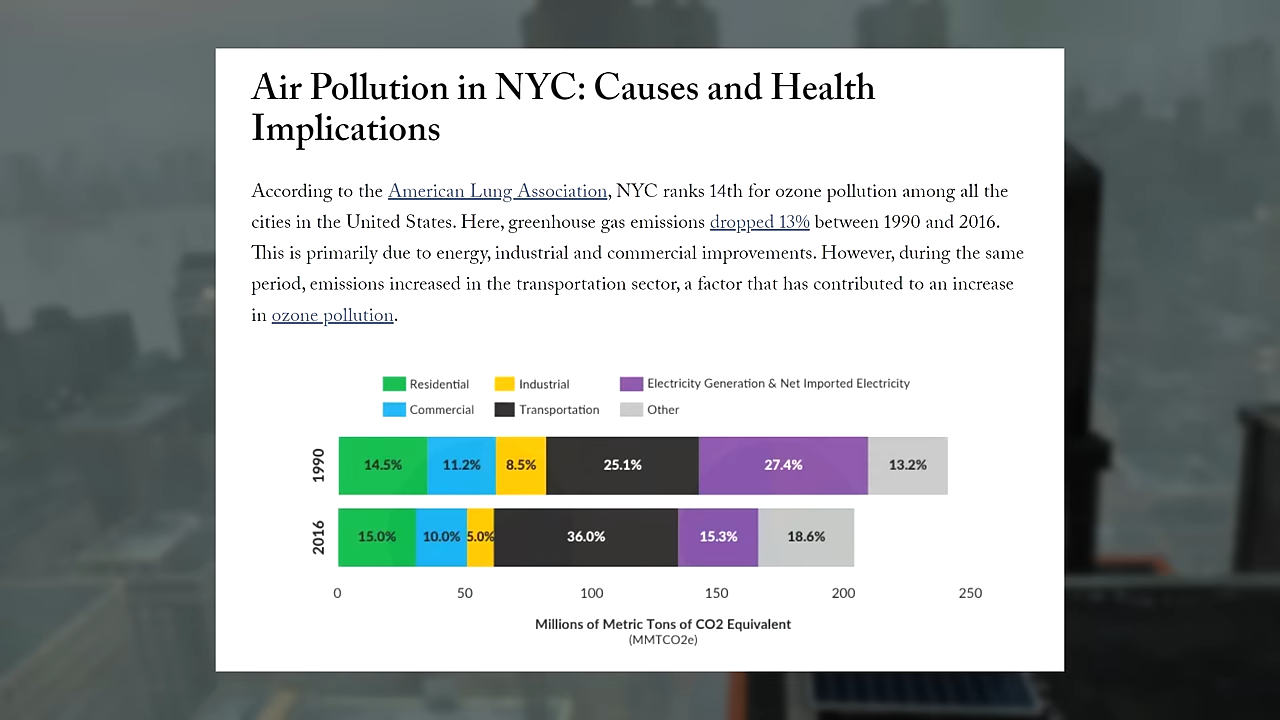 Air Pollution in NYC: Causes and Health
Implications
According to the American Lung Association, NYC ranks 14th for ozone pollution among all the
cities in the United States. Here, greenhouse gas emissions dropped 13% between 1990 and 2016.
This is primarily due to energy, industrial and commercial improvements. However, during the same
period, emissions increased in the transportation sector, a factor that has contributed to an increase
in ozone pollution.
Residential Industrial Electricity Generation & Net Imported Electricity
Commercial Transportation Other
1990 14.5% 11.2% 8.5% 25.1% 27.4% 13.2%
2016 15.0% 10.0% 5.0% 36.0% 15.3% 18.6%
0 50 100 150 200 250
Millions of Metric Tons of CO2 Equivalent
(MMTCO2e)